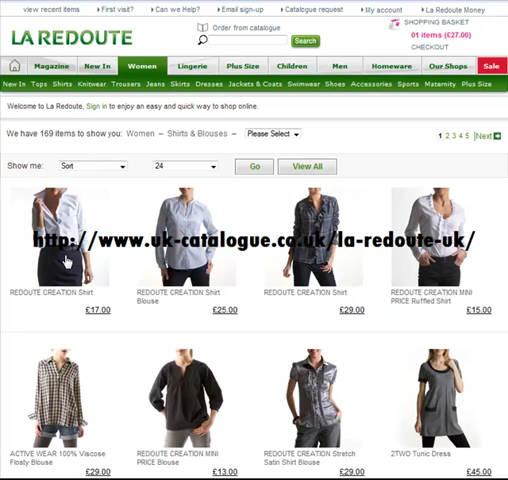 view recent items First visit? Can we Help? Email sign-up Catalogue request My account La Redoute Money
LA REDOUTE
Order from catalogue
Search
SHOPPING BASKET
01 items (£27.00)
CHECKOUT
Magazine New In Women Lingerie Plus Size Children Men Homeware Our Shops Sale
New In Tops Shirts Knitwear Trousers Jeans Skirts Dresses Jackets & Coats Swimwear Shoes Accessories Sports Maternity Plus Size
Welcome to La Redoute, Sign in to enjoy an easy and quick way to shop online.
We have 169 items to show you: Women – Shirts & Blouses – Please Select
1 2 3 4 5 |Next
Show me: Sort 24 Go View All
http://www.uk-catalogue.co.uk/la-redoute-uk/
REDOUTE CREATION Shirt
£17.00
REDOUTE CREATION Shirt
Blouse
£25.00
REDOUTE CREATION Shirt
£29.00
REDOUTE CREATION MINI
PRICE Ruffled Shirt
£15.00
ACTIVE WEAR 100% Viscose
Floaty Blouse
£29.00
REDOUTE CREATION MINI
PRICE Blouse
£13.00
REDOUTE CREATION Stretch
Satin Shirt Blouse
£29.00
2TWO Tunic Dress
£45.00